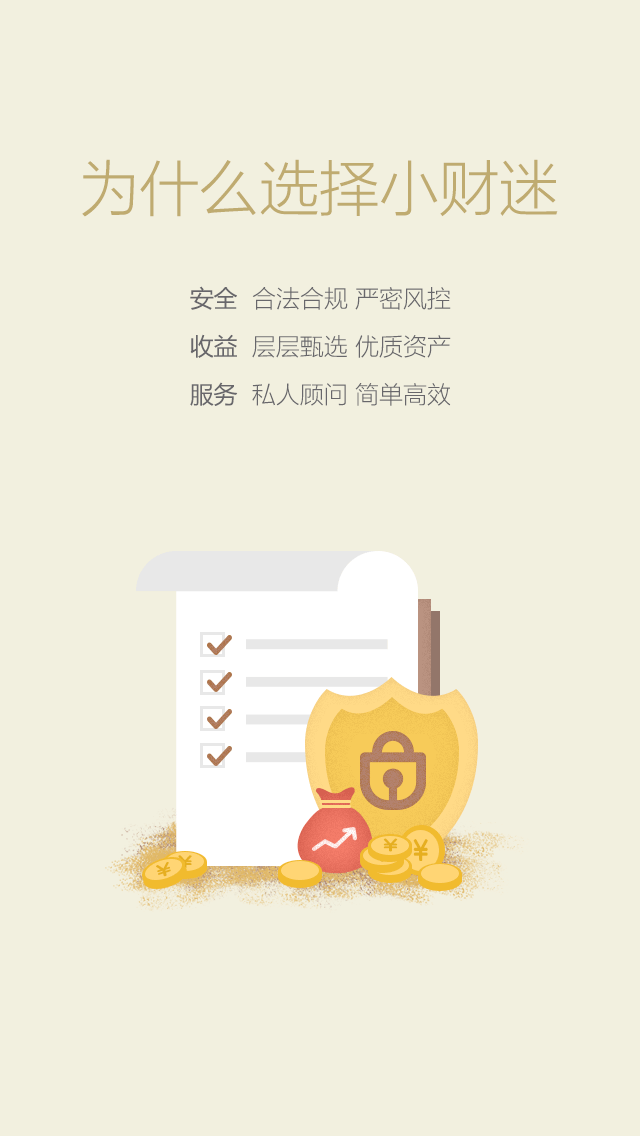 为什么选择小财迷
安全 合法合规 严密风控
收益 层层甄选 优质资产
服务 私人顾问 简单高效
¥ ¥
¥ ¥